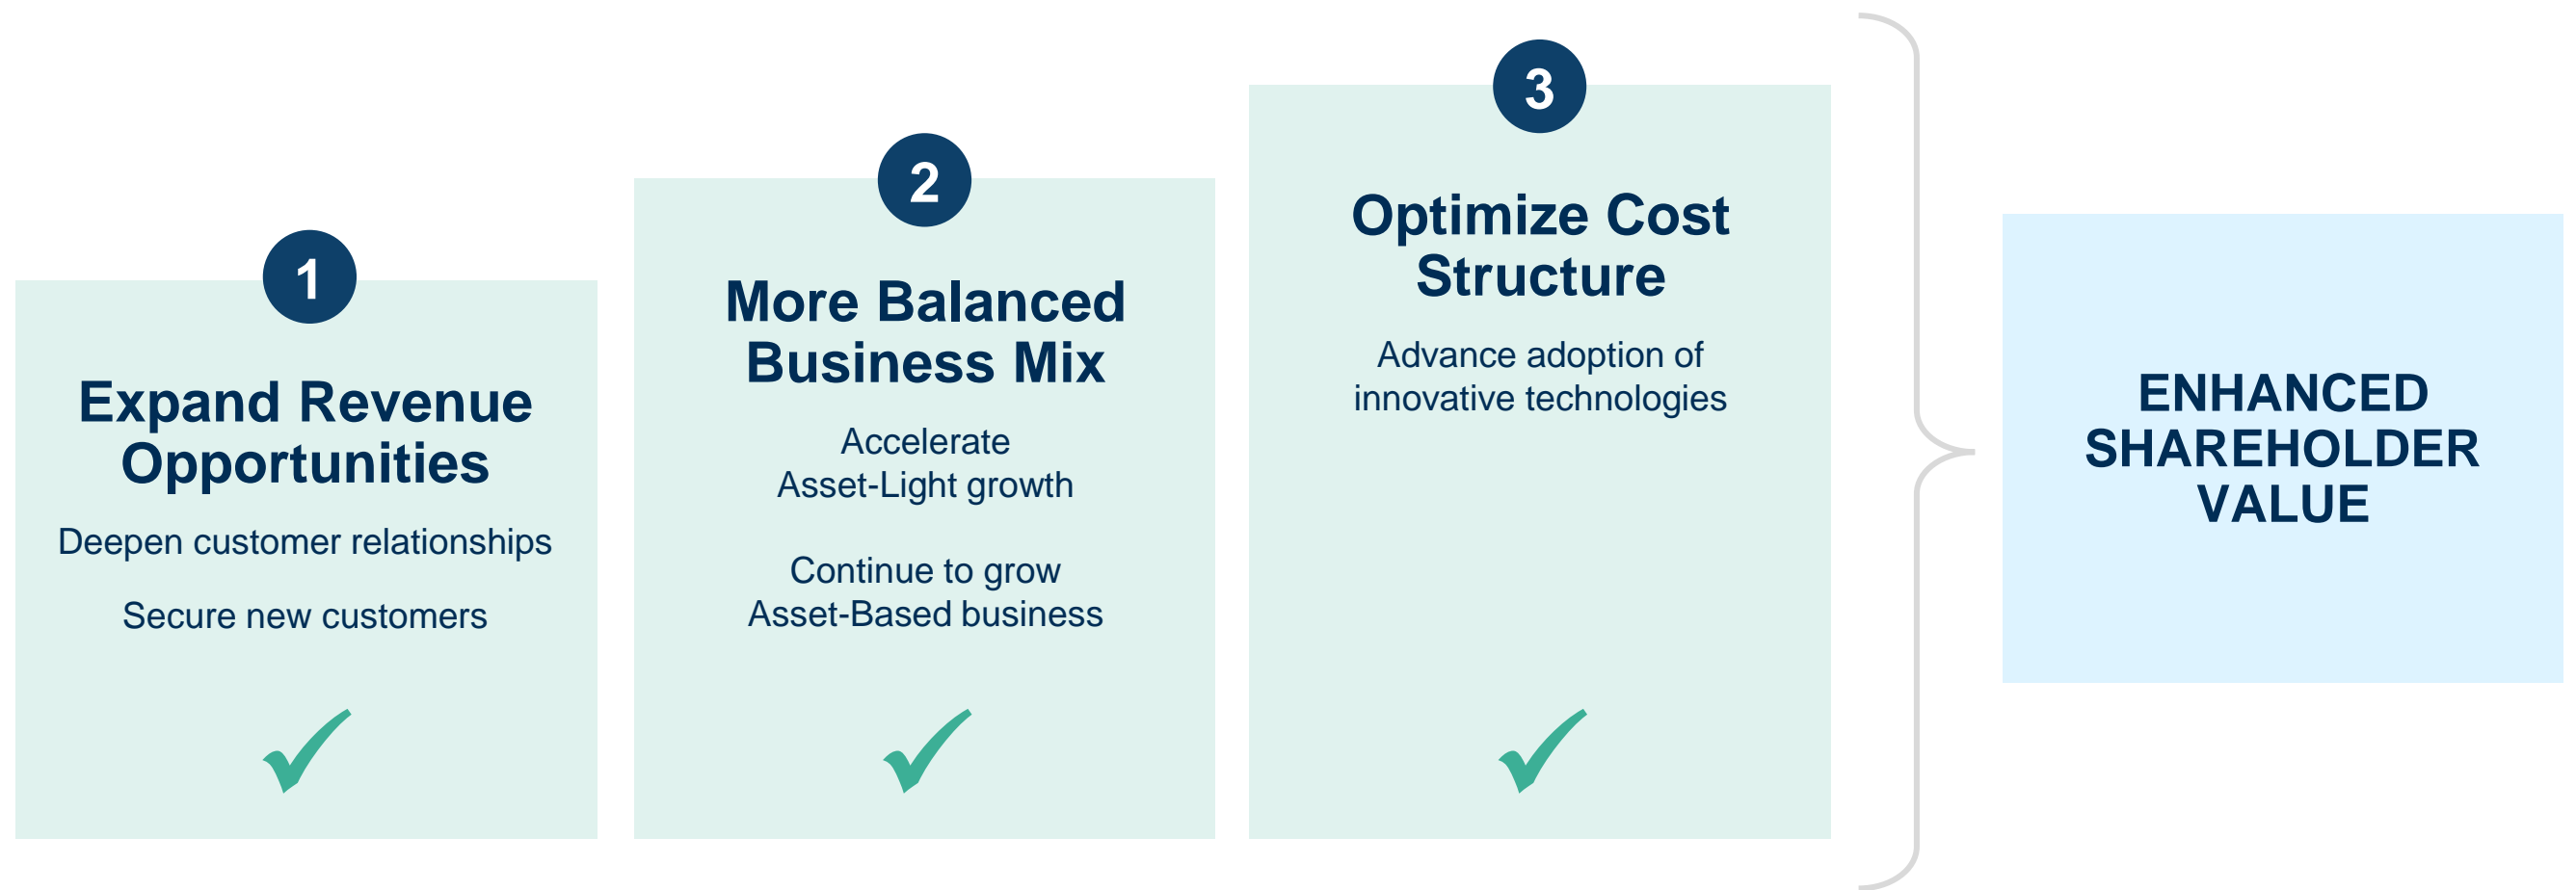 1
Expand Revenue
Opportunities
Deepen customer relationships
Secure new customers
2
More Balanced
Business Mix
Accelerate
Asset-Light growth
Continue to grow
Asset-Based business
3
Optimize Cost
Structure
Advance adoption of
innovative technologies
ENHANCED
SHAREHOLDER
VALUE